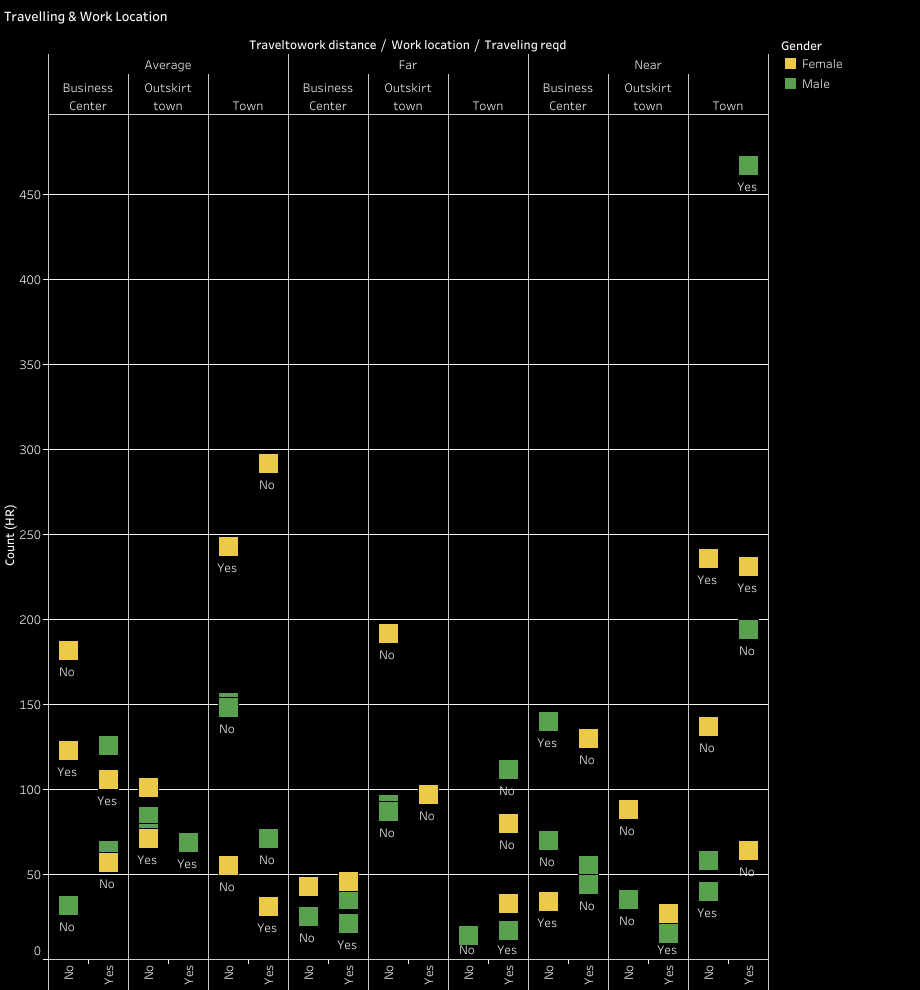 Travelling & Work Location
Traveltowork distance / Work location / Traveling reqd
Gender
Female
Male
Average
Far
Near
Business Center
Outskirt town
Town
Business Center
Outskirt town
Town
Business Center
Outskirt town
Town
Count (HR)
450
400
350
300
250
200
150
100
50
0
Yes
No
Yes
No
Yes
No
Yes
No
Yes
No
Yes
Yes
No
No
No
Yes
No
Yes
No
No
No
No
No
Yes
Yes
No
No
No
Yes
No
No
Yes
Yes
Yes
No
No
Yes
No
No
Yes
No
Yes
No
Yes
No
Yes
No
Yes
No
Yes
No
Yes
No
Yes
No
Yes
No
Yes